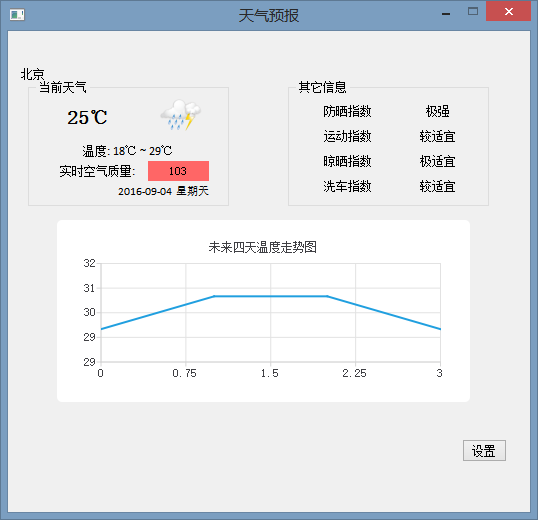 天气预报
北京
当前天气
25℃
温度: 18℃ ~ 29℃
实时空气质量: 103
2016-09-04 星期天
其它信息
防晒指数 极强
运动指数 较适宜
晾晒指数 极适宜
洗车指数 较适宜
未来四天温度走势图
32
31
30
29
29
0 0.75 1.5 2.25 3
设置